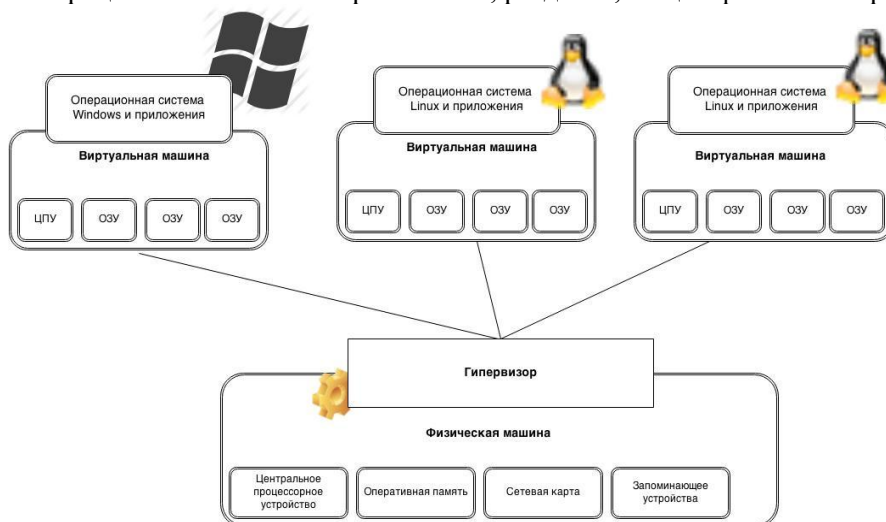 Операционная система
Windows и приложения
Операционная система
Linux и приложения
Операционная система
Linux и приложения
Виртуальная машина
Виртуальная машина
Виртуальная машина
ЦПУ ОЗУ ОЗУ ОЗУ
ЦПУ ОЗУ ОЗУ ОЗУ
ЦПУ ОЗУ ОЗУ ОЗУ
Гипервизор
Физическая машина
Центральное
процессорное
устройство
Оперативная память
Сетевая карта
Запоминающее
устройства